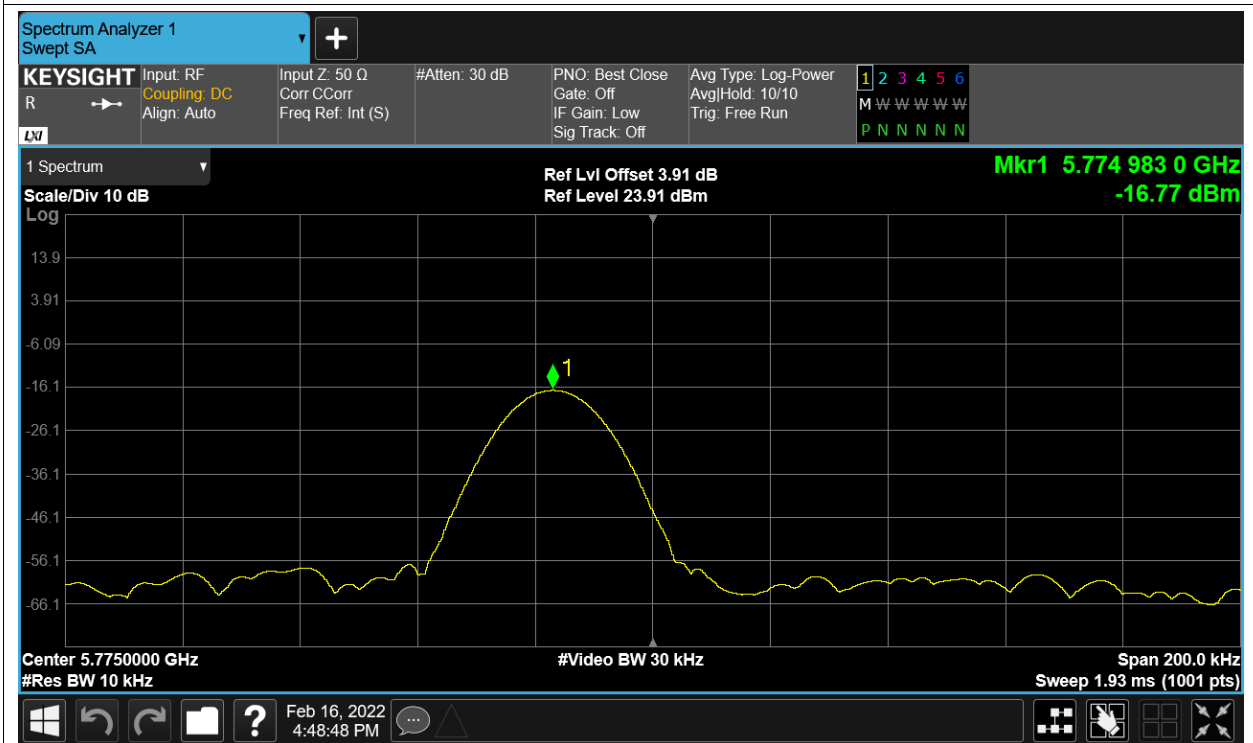 Spectrum Analyzer 1
Swept SA
KEYSIGHT
R
LXI
Input: RF
Coupling: DC
Align: Auto
Input Z: 50 Ω
Corr CCorr
Freq Ref: Int (S)
#Atten: 30 dB
PNO: Best Close
Gate: Off
IF Gain: Low
Sig Track: Off
Avg Type: Log-Power
Avg|Hold: 10/10
Trig: Free Run
1 2 3 4 5 6
M W W W W W
P N N N N N
1 Spectrum
Scale/Div 10 dB
Log
Ref Lvl Offset 3.91 dB
Ref Level 23.91 dBm
Mkr1 5.774 983 0 GHz
-16.77 dBm
13.9
3.91
-6.09
-16.1
-26.1
-36.1
-46.1
-56.1
-66.1
1
Center 5.7750000 GHz
#Res BW 10 kHz
#Video BW 30 kHz
Span 200.0 kHz
Sweep 1.93 ms (1001 pts)
?
Feb 16, 2022
4:48:48 PM